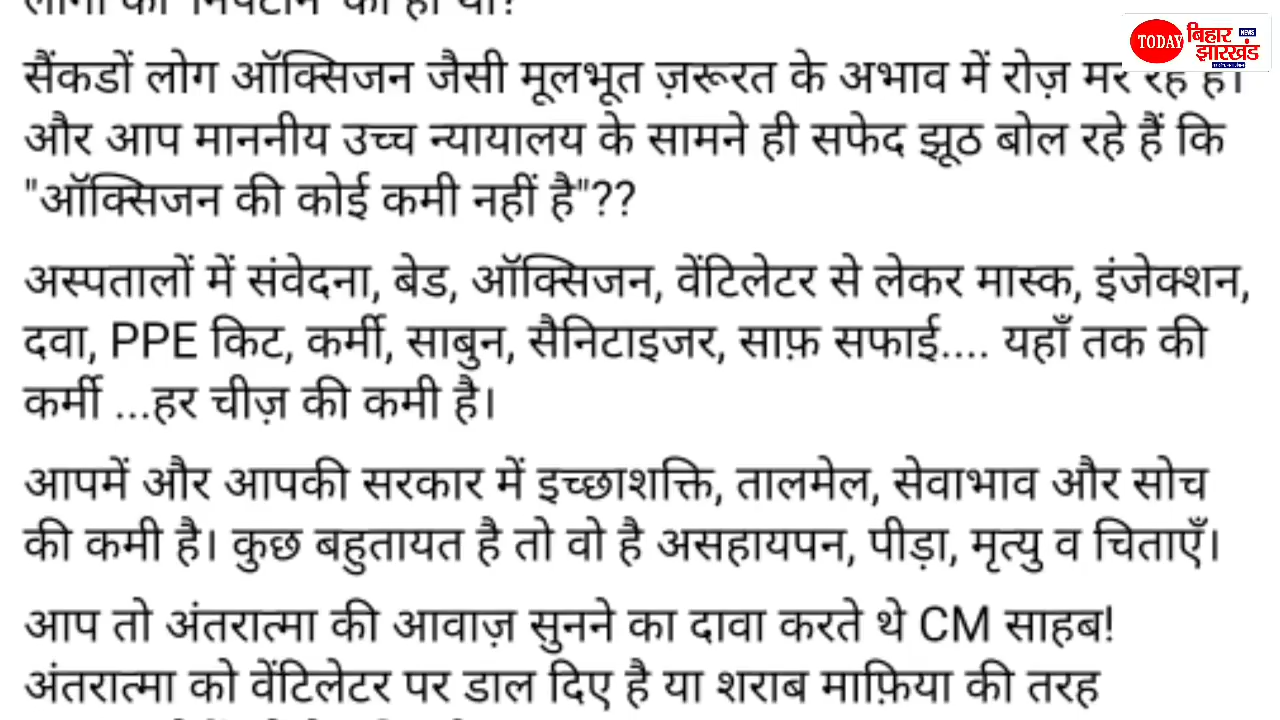 सैंकडों लोग ऑक्सिजन जैसी मूलभूत ज़रूरत के अभाव में रोज़ मर रहे हैं।
और आप माननीय उच्च न्यायालय के सामने ही सफेद झूठ बोल रहे हैं कि
"ऑक्सिजन की कोई कमी नहीं है"??
अस्पतालों में संवेदना, बेड, ऑक्सिजन, वेंटिलेटर से लेकर मास्क, इंजेक्शन,
दवा, PPE किट, कर्मी, साबुन, सैनिटाइजर, साफ़ सफाई.... यहाँ तक की
कर्मी ...हर चीज़ की कमी है।
आपमें और आपकी सरकार में इच्छाशक्ति, तालमेल, सेवाभाव और सोच
की कमी है। कुछ बहुतायत है तो वो है असहायपन, पीड़ा, मृत्यु व चिताएँ।
आप तो अंतरात्मा की आवाज़ सुनने का दावा करते थे CM साहब!
अंतरात्मा को वेंटिलेटर पर डाल दिए है या शराब माफ़िया की तरह
TODAY
बिहार
झारखंड
NEWS